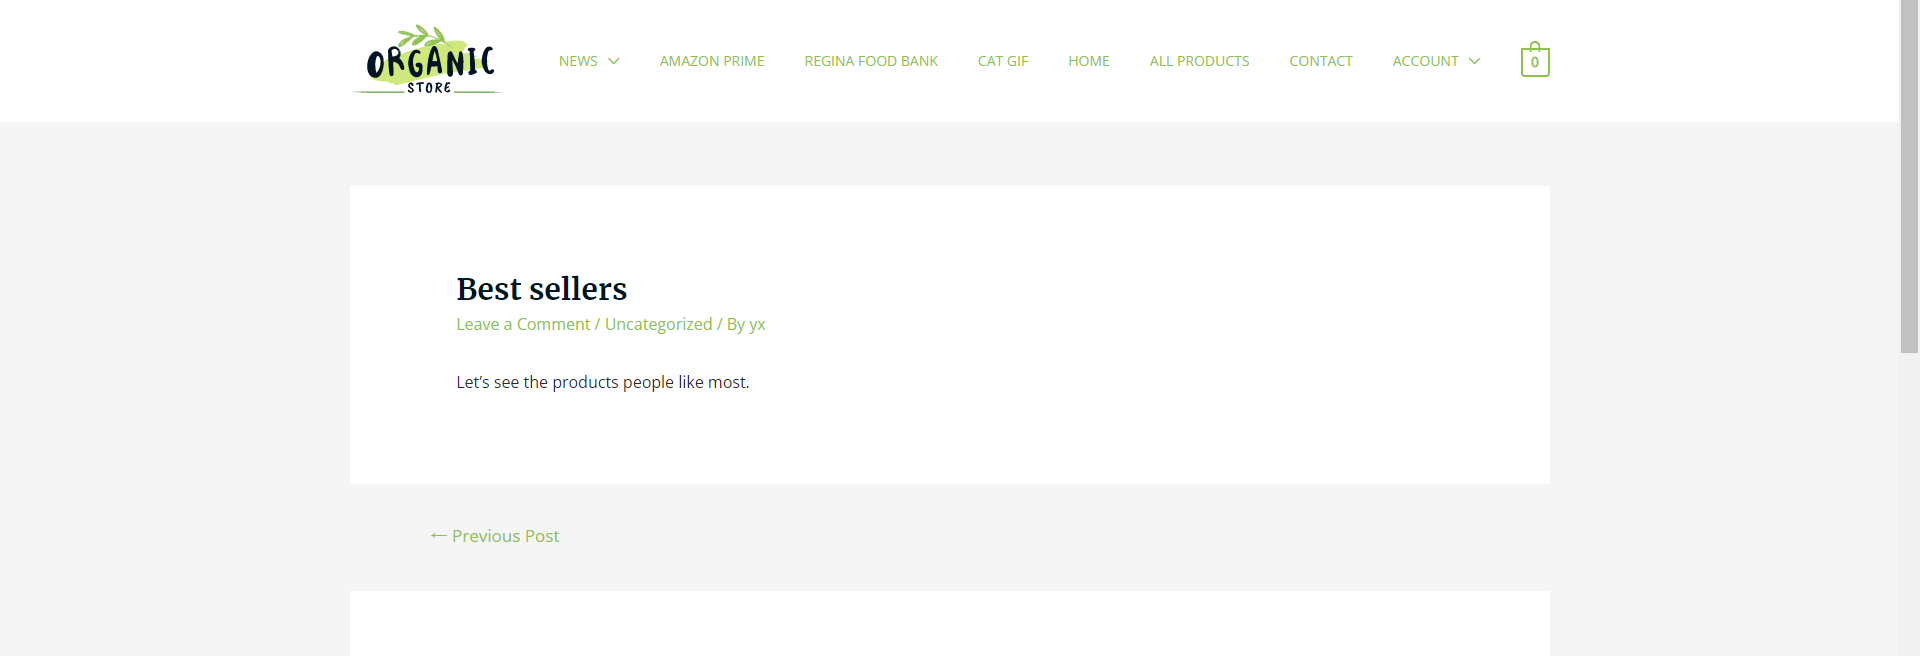 ORGANIC
STORE
NEWS AMAZON PRIME REGINA FOOD BANK CAT GIF HOME ALL PRODUCTS CONTACT ACCOUNT 0
Best sellers
Leave a Comment / Uncategorized / By yx
Let’s see the products people like most.
← Previous Post